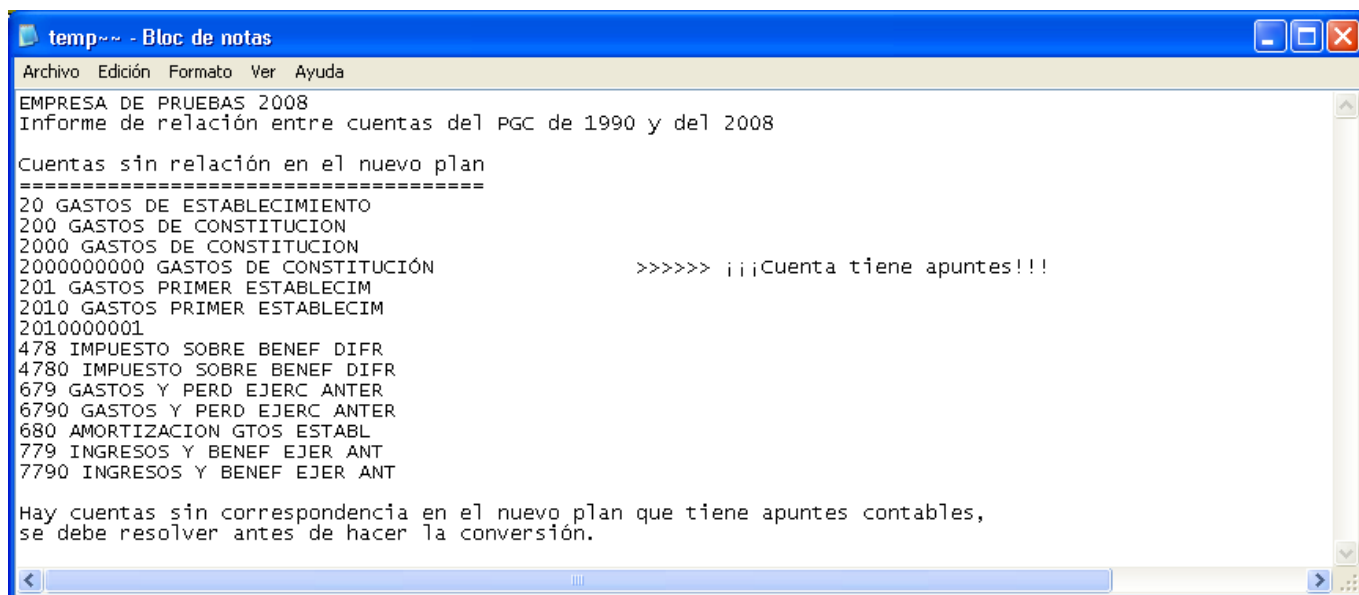 temp~~ - Bloc de notas
Archivo Edición Formato Ver Ayuda
EMPRESA DE PRUEBAS 2008
Informe de relación entre cuentas del PGC de 1990 y del 2008
Cuentas sin relación en el nuevo plan
=====================================
20 GASTOS DE ESTABLECIMIENTO
200 GASTOS DE CONSTITUCION
2000 GASTOS DE CONSTITUCION
2000000000 GASTOS DE CONSTITUCIÓN >>>>>> ¡¡¡Cuenta tiene apuntes!!!
201 GASTOS PRIMER ESTABLECIM
2010 GASTOS PRIMER ESTABLECIM
2010000001
478 IMPUESTO SOBRE BENEF DIFR
4780 IMPUESTO SOBRE BENEF DIFR
679 GASTOS Y PERD EJERC ANTER
6790 GASTOS Y PERD EJERC ANTER
680 AMORTIZACION GTOS ESTABL
779 INGRESOS Y BENEF EJER ANT
7790 INGRESOS Y BENEF EJER ANT
Hay cuentas sin correspondencia en el nuevo plan que tiene apuntes contables,
se debe resolver antes de hacer la conversión.